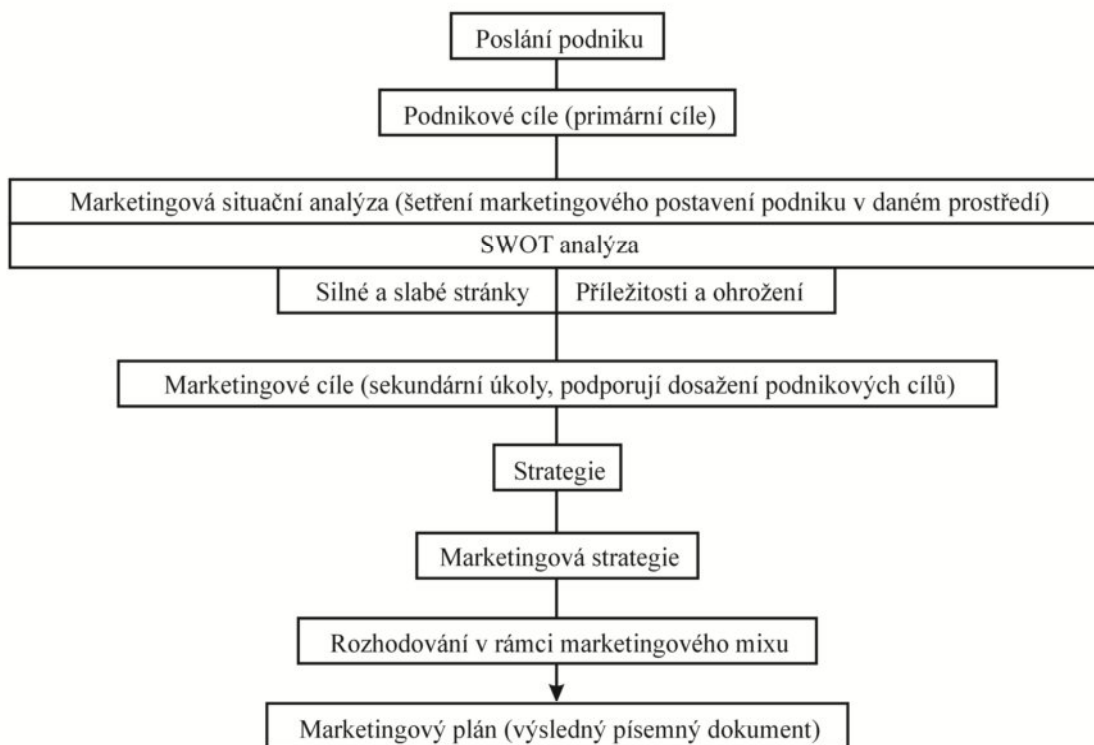 Poslání podniku
Podnikové cíle (primární cíle)
Marketingová situační analýza (šetření marketingového postavení podniku v daném prostředí)
SWOT analýza
Silné a slabé stránky
Příležitosti a ohrožení
Marketingové cíle (sekundární úkoly, podporují dosažení podnikových cílů)
Strategie
Marketingová strategie
Rozhodování v rámci marketingového mixu
Marketingový plán (výsledný písemný dokument)